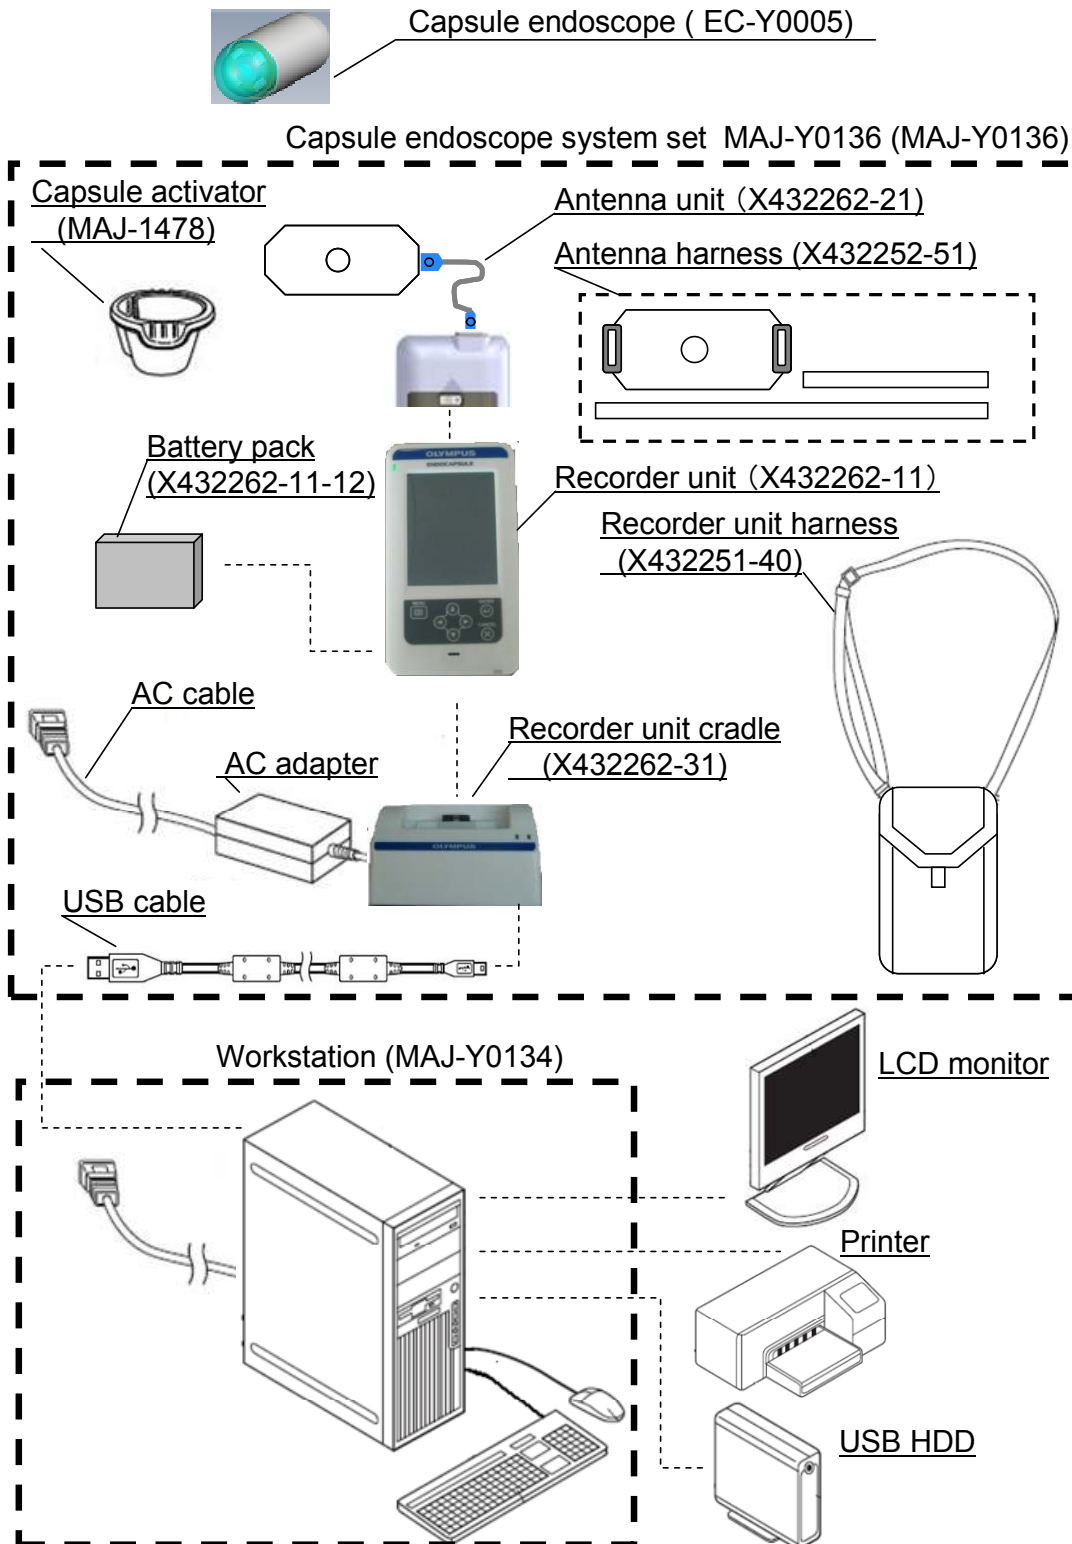 Capsule endoscope ( EC-Y0005)
Capsule endoscope system set  MAJ-Y0136 (MAJ-Y0136)
Capsule activator
(MAJ-1478)
Antenna unit（X432262-21)
Antenna harness (X432252-51)
Battery pack
(X432262-11-12)
OLYMPUS
ENDOCAPSULE
MENU
CANCEL
Recorder unit（X432262-11）
Recorder unit harness
(X432251-40)
AC cable
AC adapter
Recorder unit cradle
(X432262-31)
OLYMPUS
USB cable
Workstation (MAJ-Y0134)
LCD monitor
Printer
USB HDD